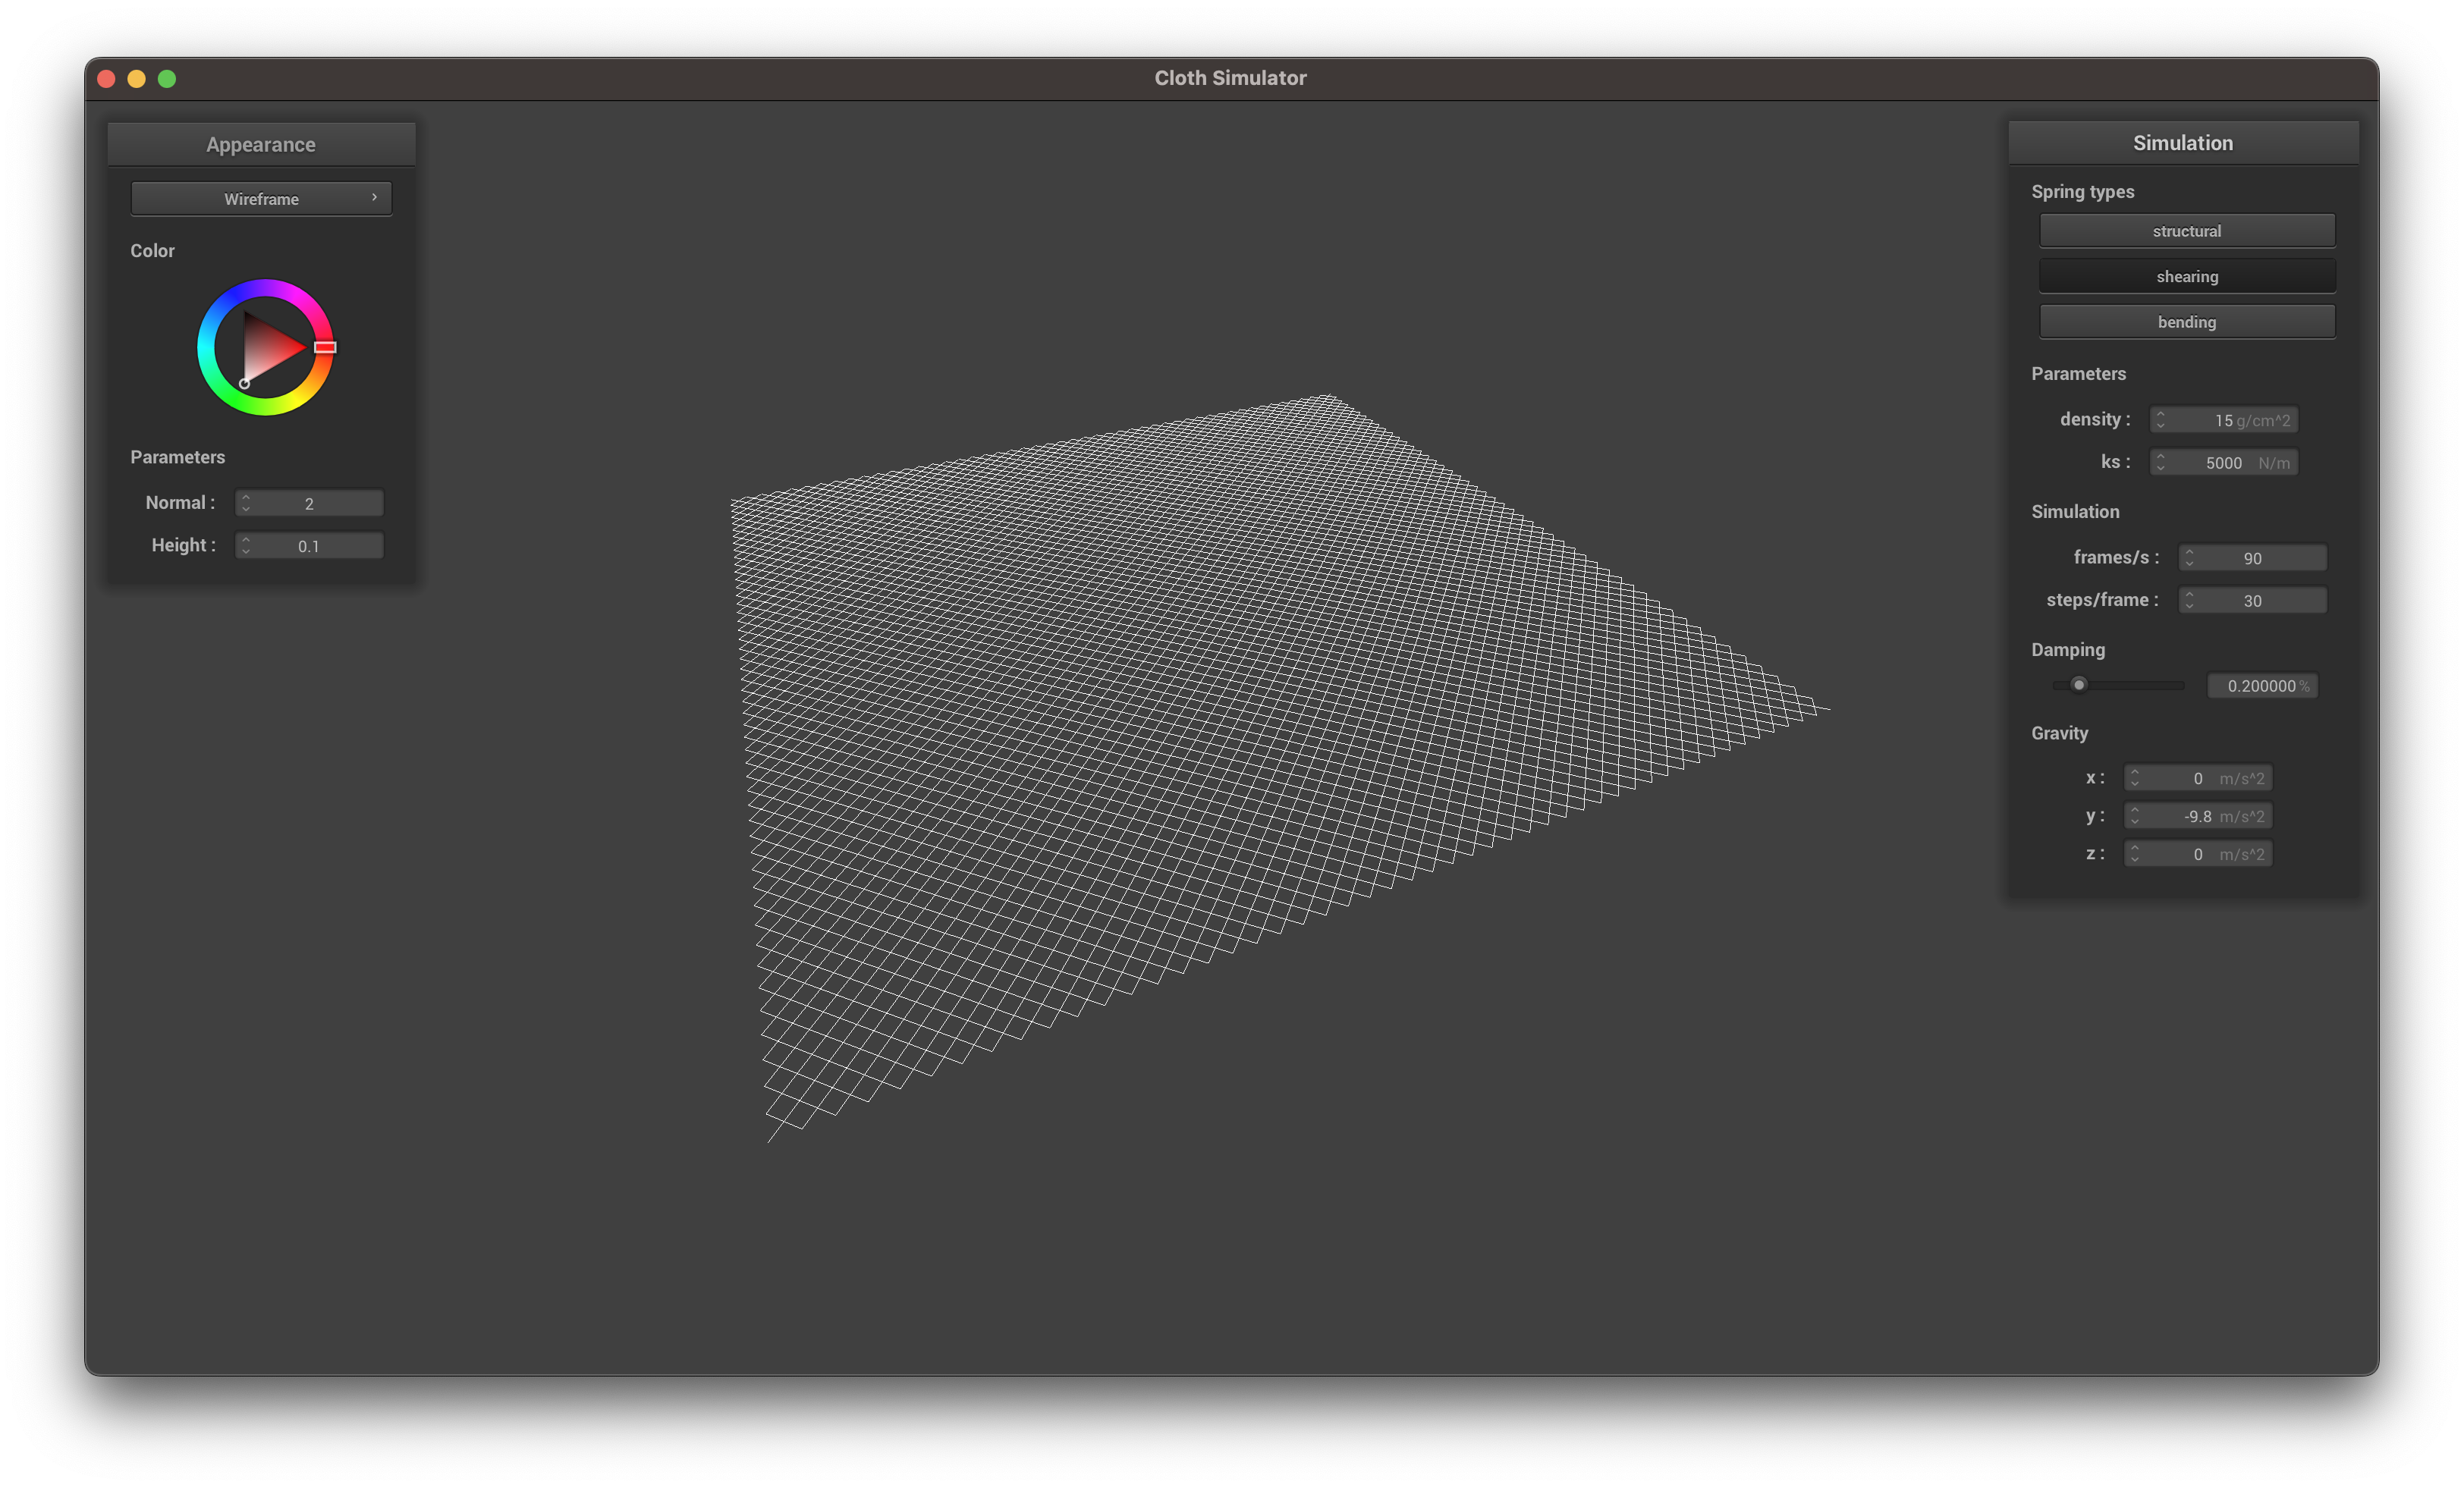 Cloth Simulator
Appearance
Wireframe
Color
Parameters
Normal : 2
Height : 0.1
Simulation
Spring types
structural
shearing
bending
Parameters
density : 15 g/cm^2
ks : 5000 N/m
Simulation
frames/s : 90
steps/frame : 30
Damping
0.200000 %
Gravity
x : 0 m/s^2
y : -9.8 m/s^2
z : 0 m/s^2